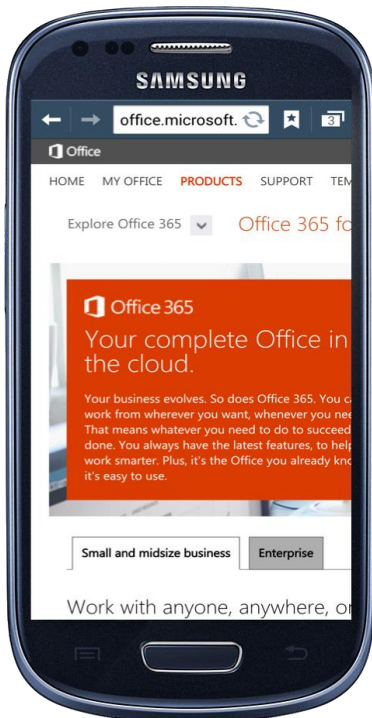 SAMSUNG
office.microsoft.
3
Office
HOME MY OFFICE PRODUCTS SUPPORT TEM
Explore Office 365 Office 365 fo
Office 365
Your complete Office in
the cloud.
Your business evolves. So does Office 365. You ca
work from wherever you want, whenever you nee
That means whatever you need to do to succeed
done. You always have the latest features, to help
work smarter. Plus, it's the Office you already kno
it's easy to use.
Small and midsize business Enterprise
Work with anyone, anywhere, on